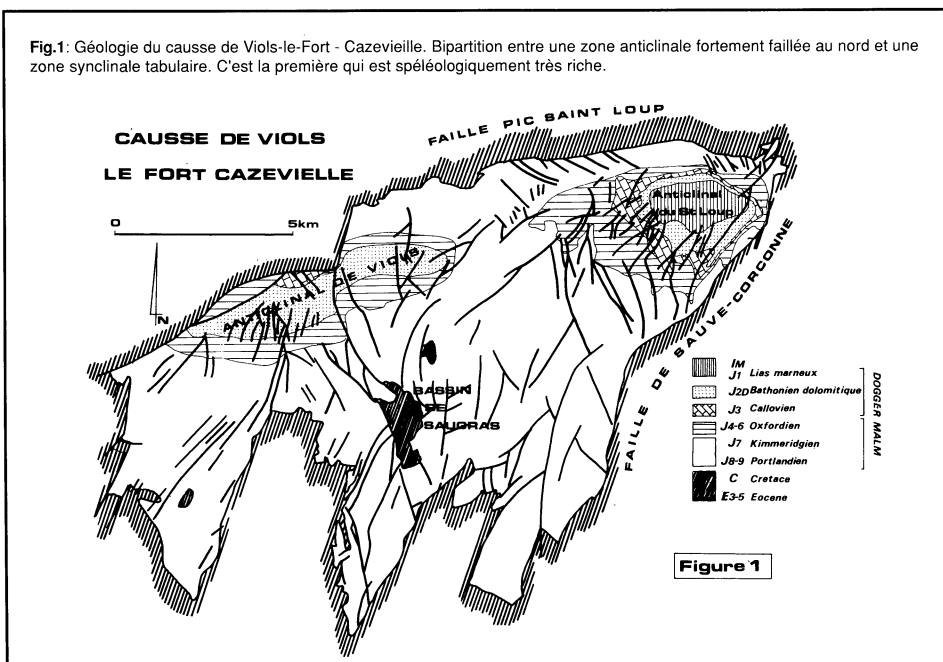 Fig.1: Géologie du causse de Viols-le-Fort - Cazevieille. Bipartition entre une zone anticlinale fortement faillée au nord et une
zone synclinale tabulaire. C'est la première qui est spéléologiquement très riche.
CAUSSE DE VIOLS
LE FORT CAZEVIELLE
FAILLE PIC SAINT LOUP
0 5km
N
Anticlinal
du St Loup
ANTICLINAL DE VIOLS
FAILLE DE SAUVE-CORCONNE
BASSIN
DE
SAUGRAS
lM
J1 Lias marneux
J2D Bathonien dolomitique
J3 Callovien
J4-6 Oxfordien
J7 Kimmeridgien
J8-9 Portlandien
C Cretace
E3-5 Eocene
DOGGER MALM
Figure 1